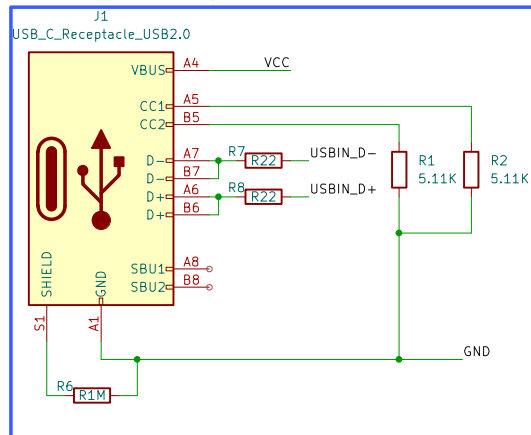 J1
USB_C_Receptacle_USB2.0
VBUS A4 VCC
CC1 A5
CC2 B5
D- A7 R7 R22 USBIN_D-
D- B7
D+ A6 R8 R22 USBIN_D+
D+ B6
R1
5.11K
R2
5.11K
SBU1 A8
SBU2 B8
SHIELD
GND
S1
A1
GND
R6 R1M